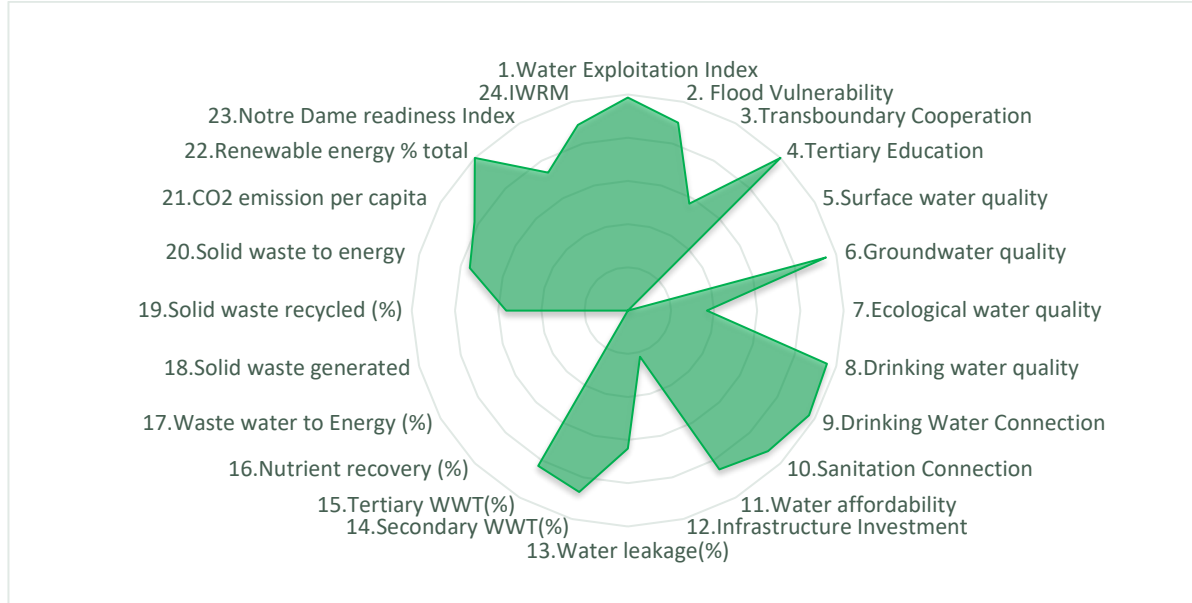 1.Water Exploitation Index
2. Flood Vulnerability
3.Transboundary Cooperation
4.Tertiary Education
5.Surface water quality
6.Groundwater quality
7.Ecological water quality
8.Drinking water quality
9.Drinking Water Connection
10.Sanitation Connection
11.Water affordability
12.Infrastructure Investment
13.Water leakage(%)
14.Secondary WWT(%)
15.Tertiary WWT(%)
16.Nutrient recovery (%)
17.Waste water to Energy (%)
18.Solid waste generated
19.Solid waste recycled (%)
20.Solid waste to energy
21.CO2 emission per capita
22.Renewable energy % total
23.Notre Dame readiness Index
24.IWRM